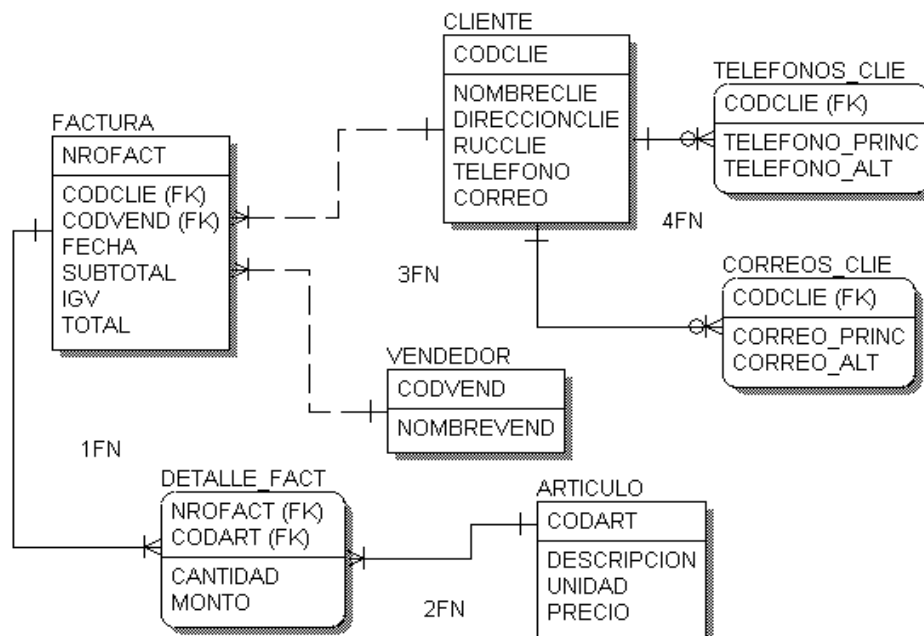 CLIENTE
CODCLIE
NOMBRECLIE
DIRECCIONCLIE
RUCCLIE
TELEFONO
CORREO
TELEFONOS_CLIE
CODCLIE (FK)
TELEFONO_PRINC
TELEFONO_ALT
4FN
FACTURA
NROFACT
CODCLIE (FK)
CODVEND (FK)
FECHA
SUBTOTAL
IGV
TOTAL
3FN
CORREOS_CLIE
CODCLIE (FK)
CORREO_PRINC
CORREO_ALT
VENDEDOR
CODVEND
NOMBREVEND
1FN
DETALLE_FACT
NROFACT (FK)
CODART (FK)
CANTIDAD
MONTO
2FN
ARTICULO
CODART
DESCRIPCION
UNIDAD
PRECIO